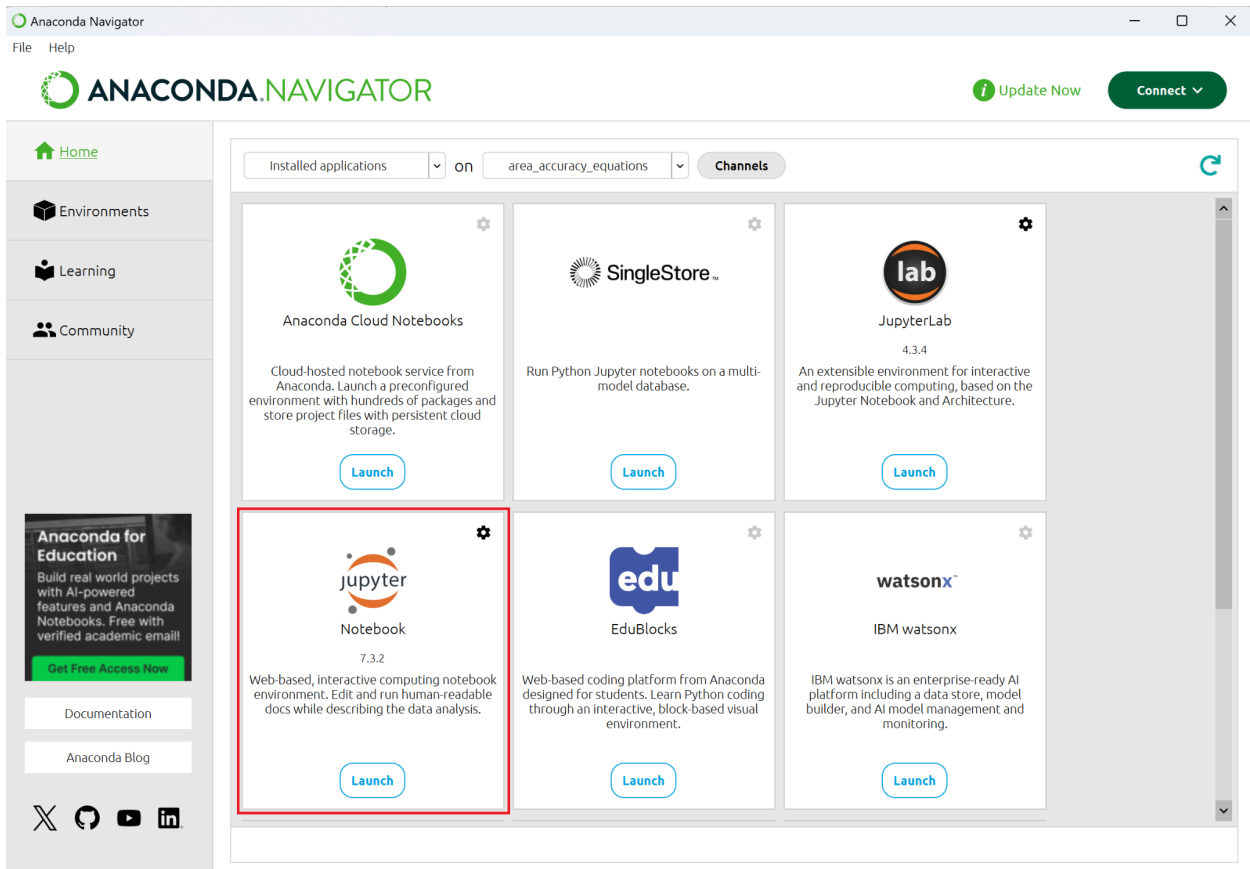 Anaconda Navigator
File Help
ANACONDA.NAVIGATOR
i Update Now
Connect
Home
Environments
Learning
Community
Installed applications on area_accuracy_equations Channels
Anaconda Cloud Notebooks
Cloud-hosted notebook service from
Anaconda. Launch a preconfigured
environment with hundreds of packages and
store project files with persistent cloud
storage.
Launch
SingleStore™
Run Python Jupyter notebooks on a multi-
model database.
Launch
lab
JupyterLab
4.3.4
An extensible environment for interactive
and reproducible computing, based on the
Jupyter Notebook and Architecture.
Launch
jupyter
Notebook
7.3.2
Web-based, interactive computing notebook
environment. Edit and run human-readable
docs while describing the data analysis.
Launch
edu
EduBlocks
Web-based coding platform from Anaconda
designed for students. Learn Python coding
through an interactive, block-based visual
environment.
Launch
watsonx™
IBM watsonx
IBM watsonx is an enterprise-ready AI
platform including a data store, model
builder, and AI model management and
monitoring.
Launch
Anaconda for
Education
Build real world projects
with AI-powered
features and Anaconda
Notebooks. Free with
verified academic email!
Get Free Access Now
Documentation
Anaconda Blog
X
in